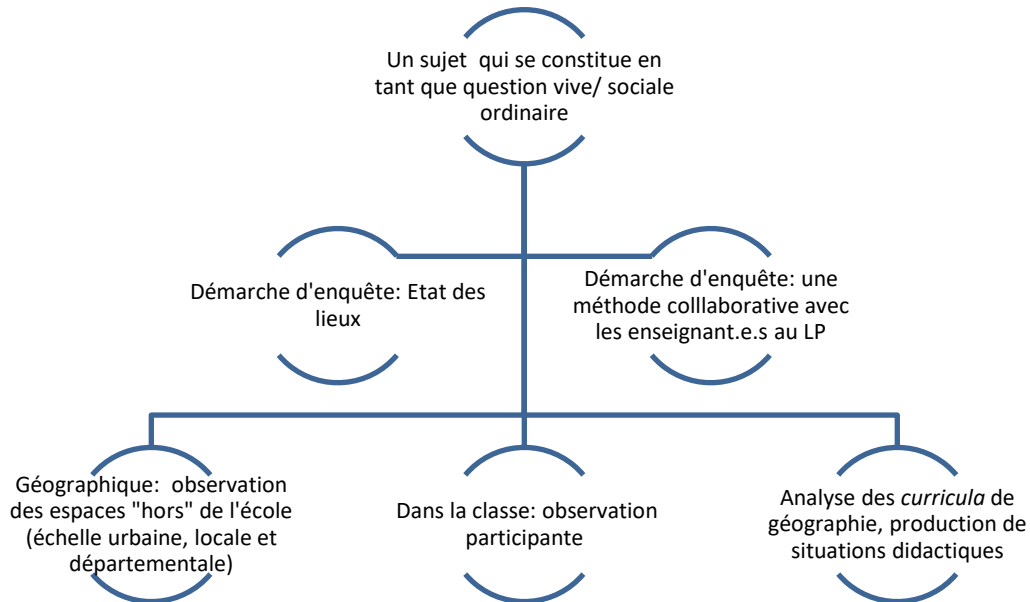 Un sujet qui se constitue en
tant que question vive/ sociale
ordinaire
Démarche d'enquête: Etat des
lieux
Démarche d'enquête: une
méthode colllaborative avec
les enseignant.e.s au LP
Géographique: observation
des espaces "hors" de l'école
(échelle urbaine, locale et
départementale)
Dans la classe: observation
participante
Analyse des curricula de
géographie, production de
situations didactiques